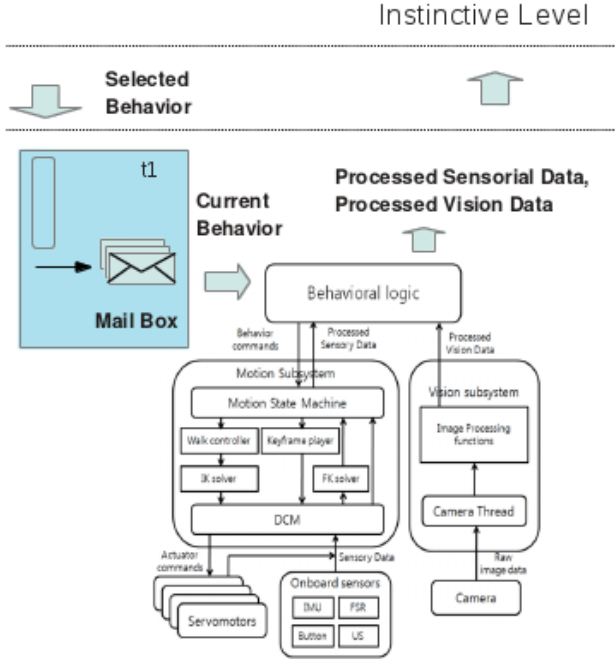 Instinctive Level
Selected
Behavior
t1
Mail Box
Current
Behavior
Processed Sensorial Data,
Processed Vision Data
Behavioral logic
Behavior
commands
Processed
Sensory Data
Processed
Vision Data
Motion Subsystem
Motion State Machine
Walk controller
Keyframe player
IK solver
FK solver
DCM
Vision subsystem
Image Processing
functions
Camera Thread
Actuator
commands
Sensory Data
Raw
image data
Servomotors
Onboard sensors
IMU
FSR
Button
US
Camera